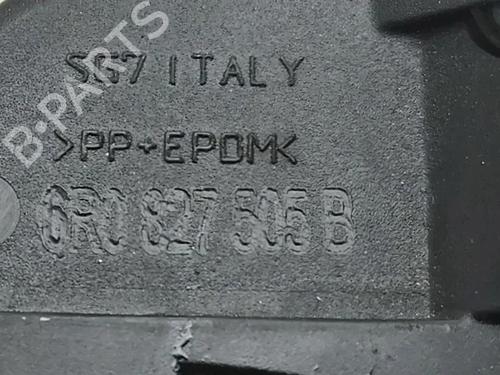 SG7 ITALY
>PP+EPDM<
6R0 827 505 B
B-PARTS